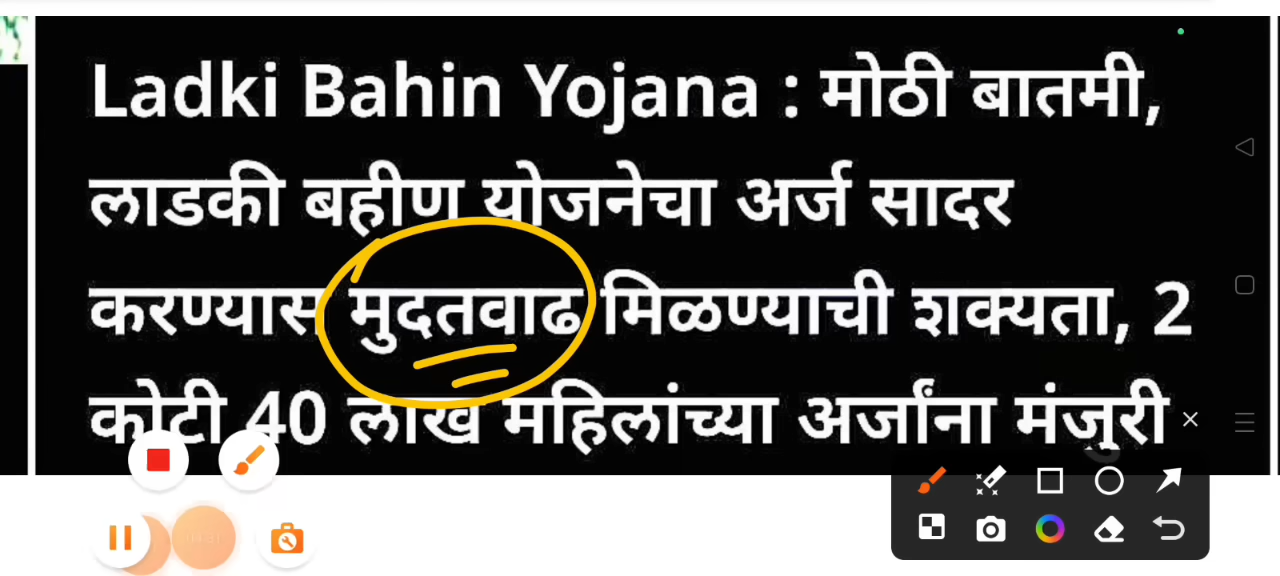 Ladki Bahin Yojana : मोठी बातमी,
लाडकी बहीण योजनेचा अर्ज सादर
करण्यास मुदतवाढ मिळण्याची शक्यता, 2
कोटी 40 लाख महिलांच्या अर्जांना मंजुरी